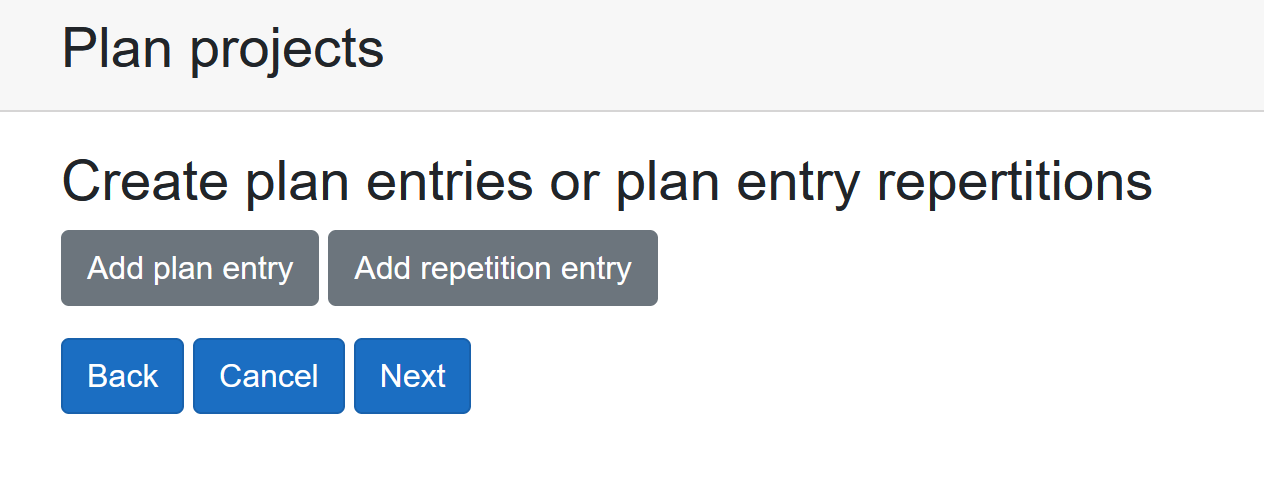 Plan projects
Create plan entries or plan entry repertitions
Add plan entry Add repetition entry
Back Cancel Next